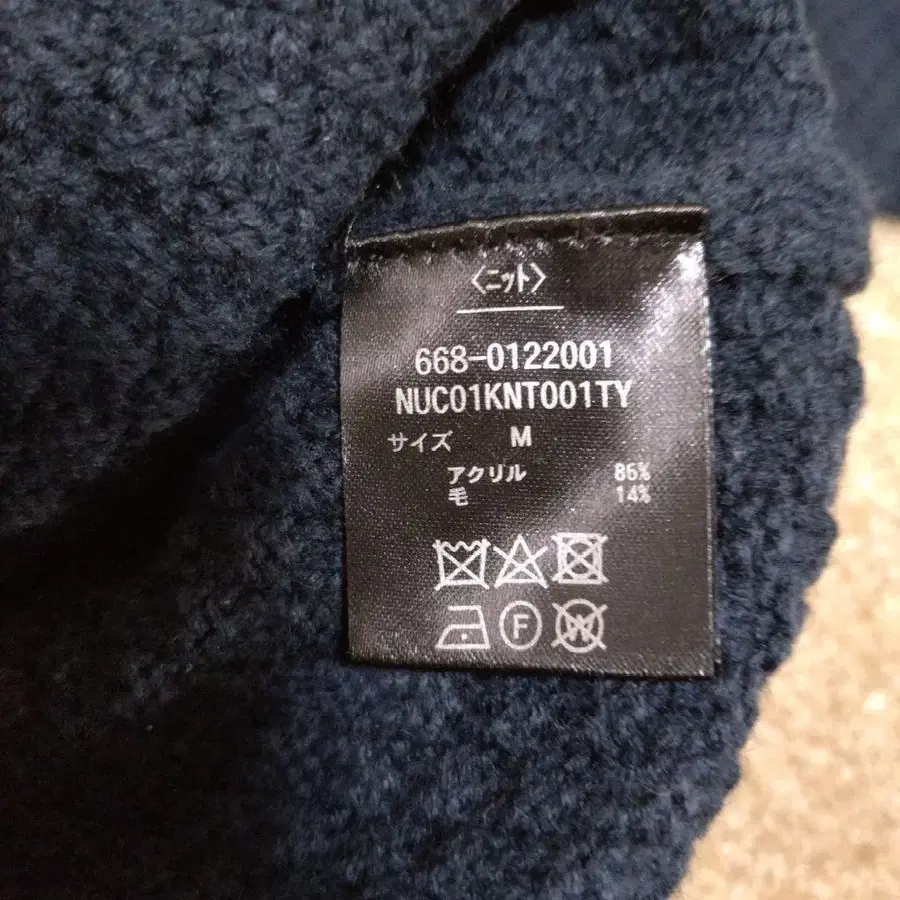 〈ニット〉
668-0122001
NUC01KNT001TY
サイズ M
アクリル 86%
毛 14%
F
W